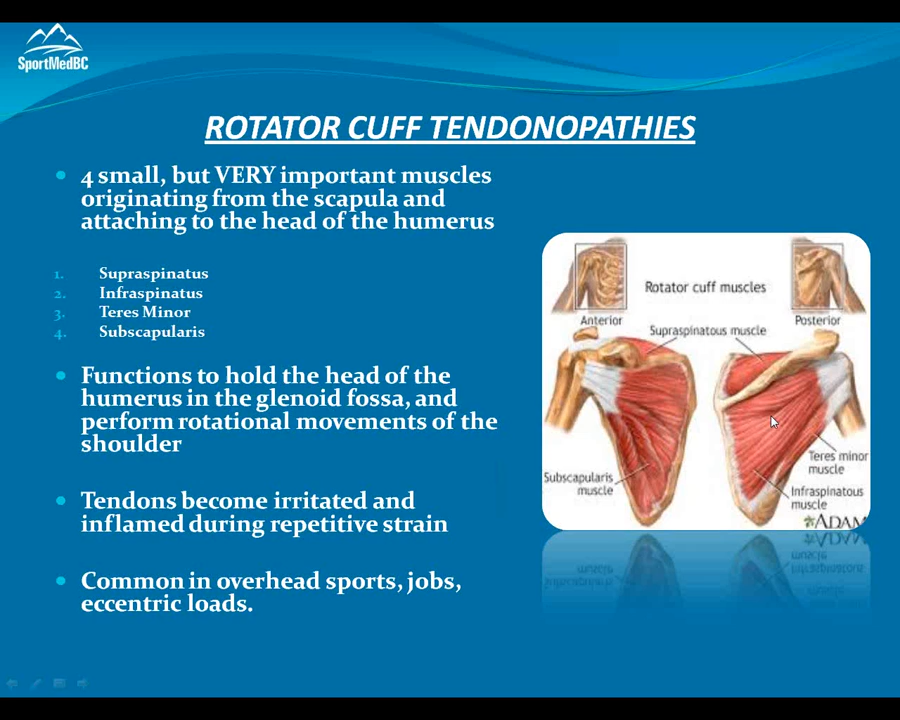 SportMedBC
ROTATOR CUFF TENDONOPATHIES
4 small, but VERY important muscles
originating from the scapula and
attaching to the head of the humerus
1. Supraspinatus
2. Infraspinatus
3. Teres Minor
4. Subscapularis
Functions to hold the head of the
humerus in the glenoid fossa, and
perform rotational movements of the
shoulder
Tendons become irritated and
inflamed during repetitive strain
Common in overhead sports, jobs,
eccentric loads.
Rotator cuff muscles
Anterior
Posterior
Supraspinatous muscle
Subscapularis
muscle
Teres minor
muscle
Infraspinatous
muscle
ADAM